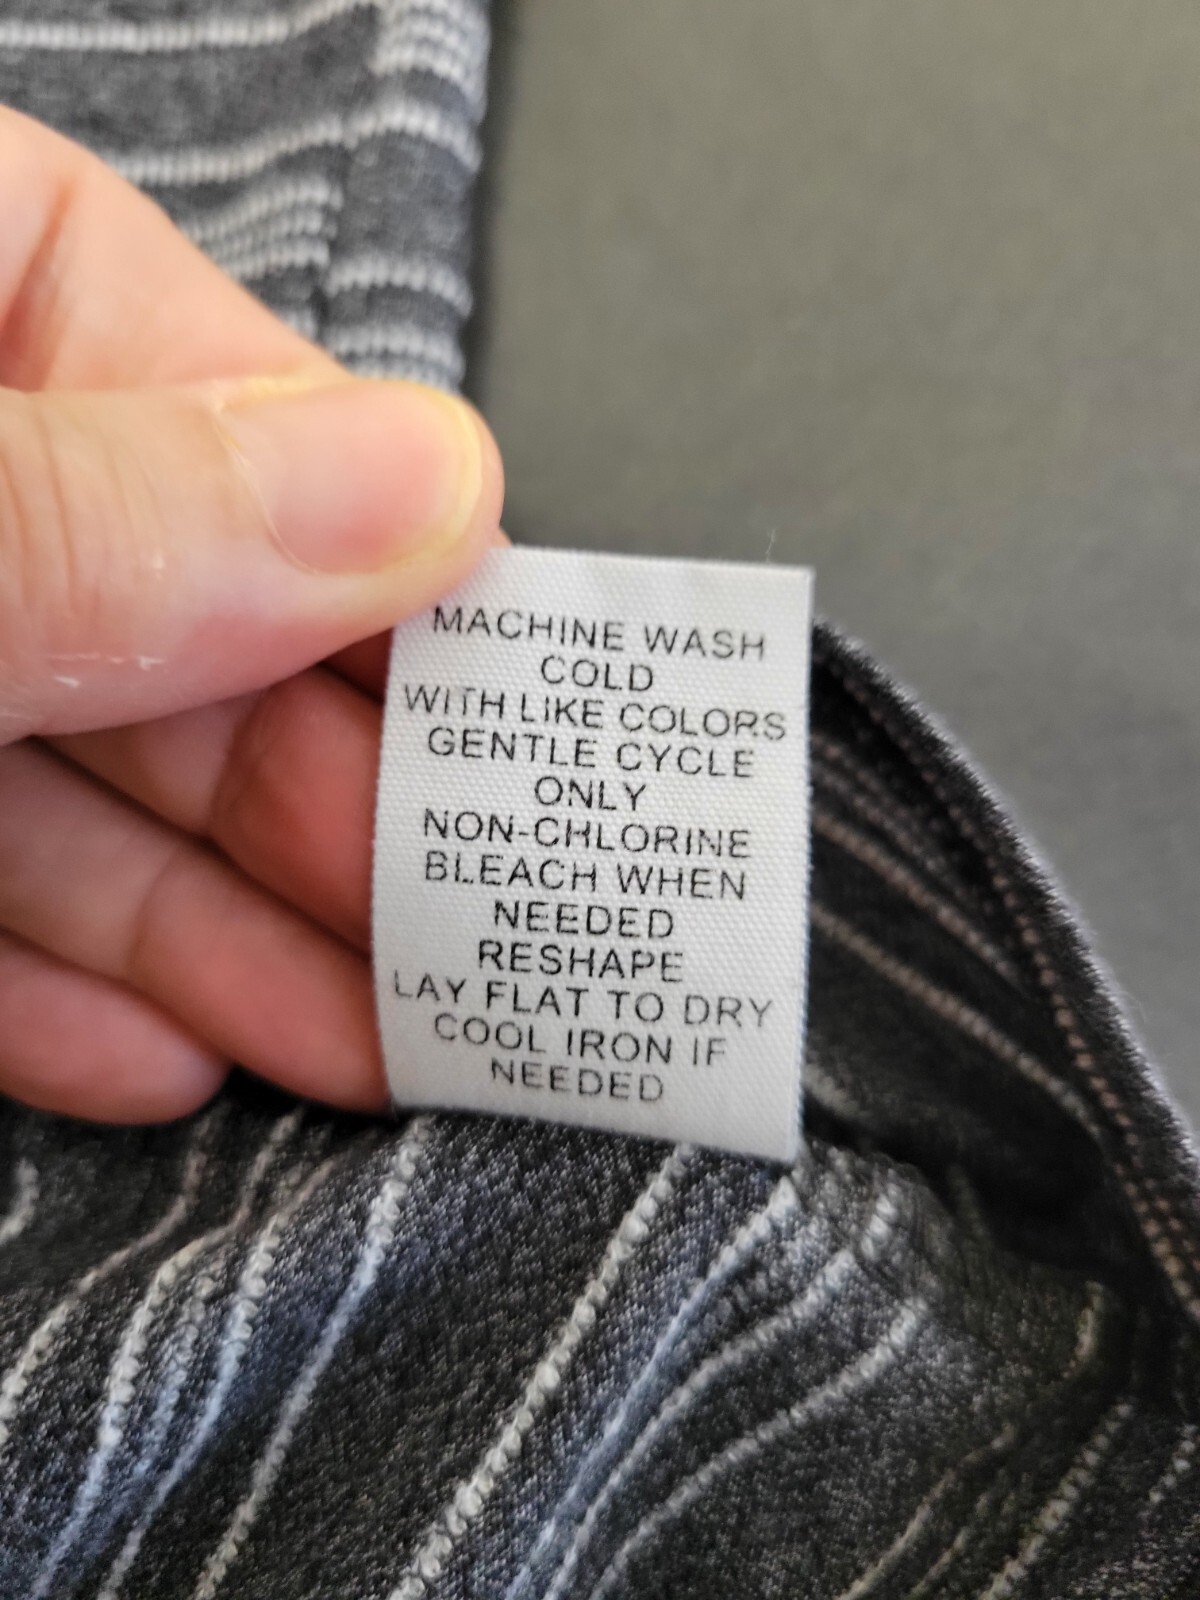 MACHINE WASH
COLD
WITH LIKE COLORS
GENTLE CYCLE
ONLY
NON-CHLORINE
BLEACH WHEN
NEEDED
RESHAPE
LAY FLAT TO DRY
COOL IRON IF
NEEDED